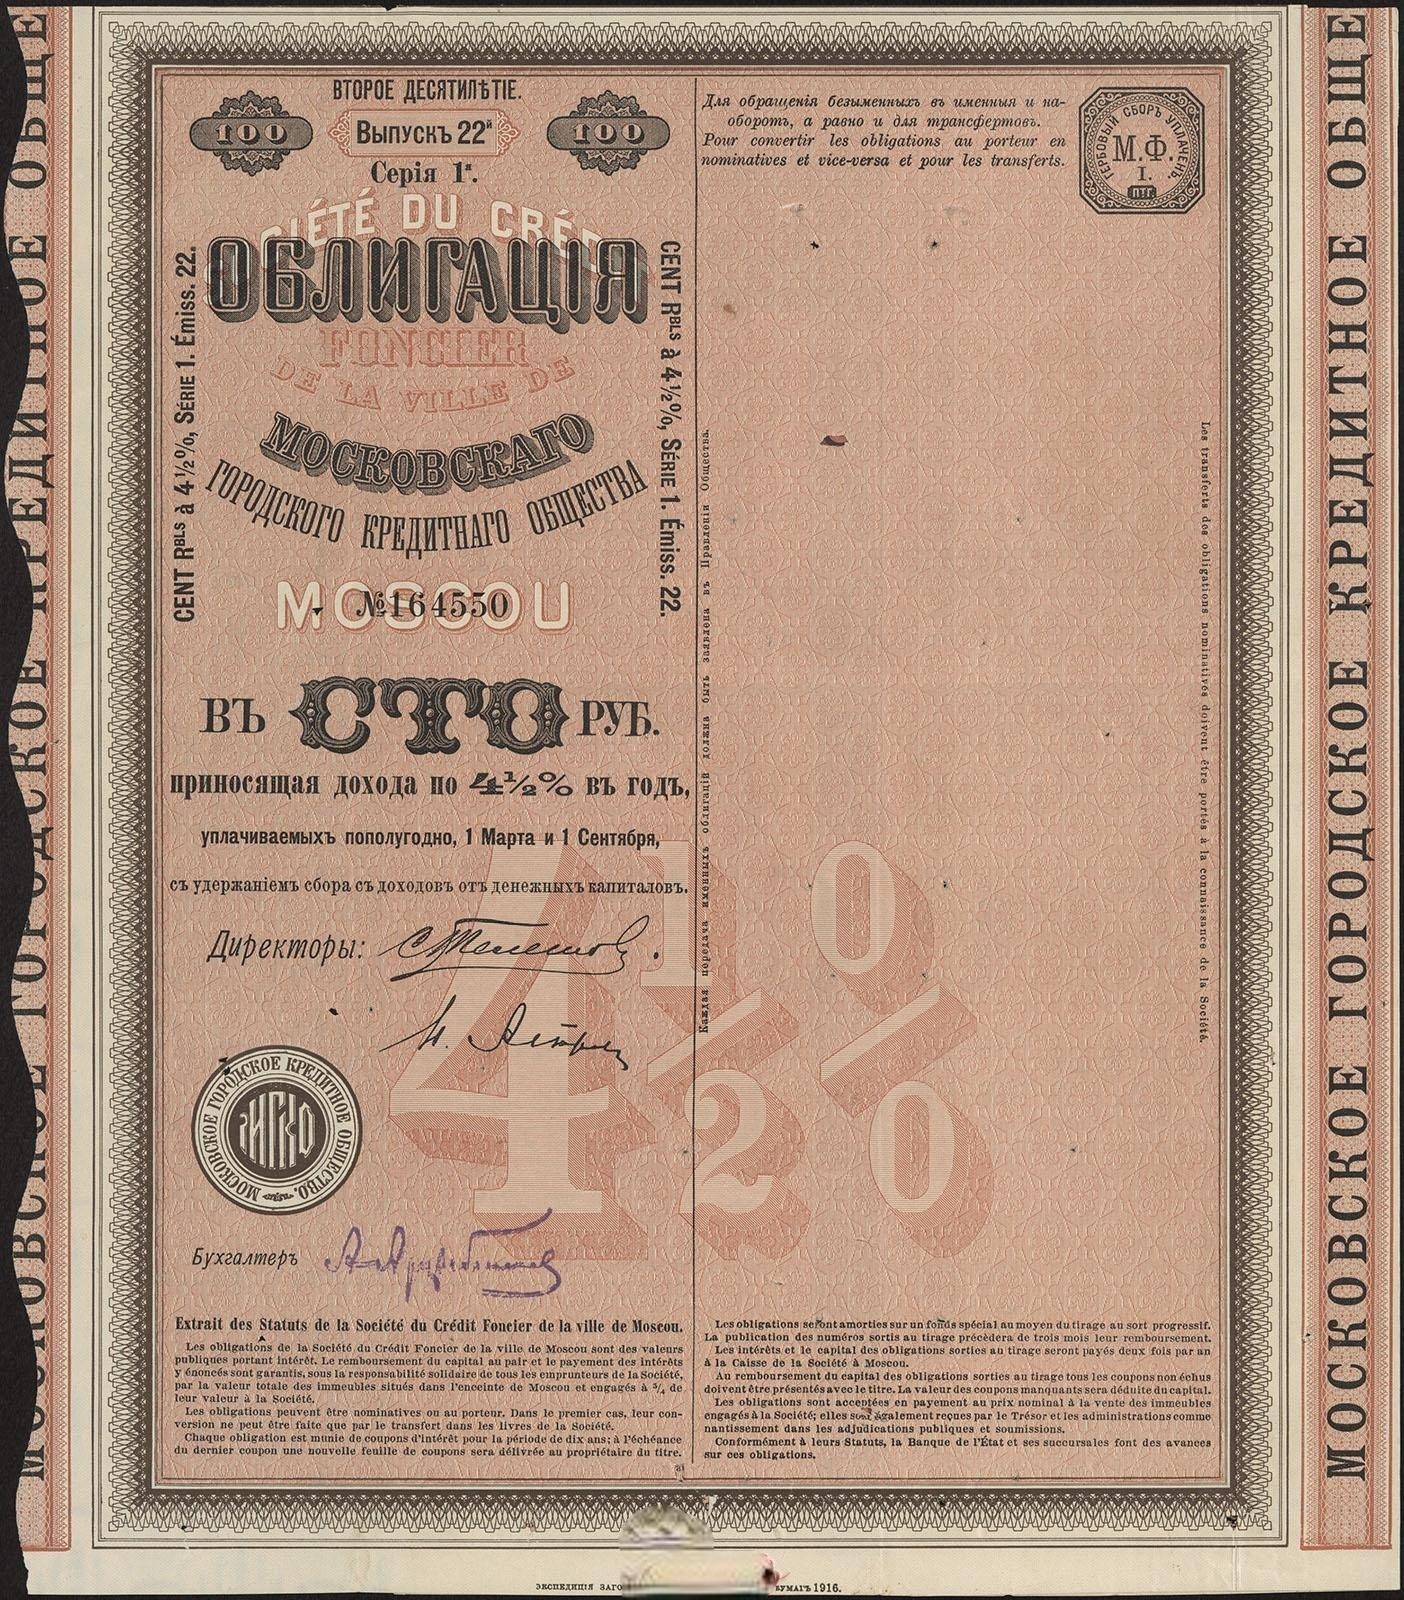 ВТОРОЕ ДЕСЯТИЛѢТІЕ.
100 ВЫПУСКЪ 22й 100
Серія 1я.
SOCIÉTÉ DU CRÉDIT
ОБЛИГАЦІЯ
FONCIER
DE LA VILLE DE
МОСКОВСКАГО
ГОРОДСКОГО КРЕДИТНАГО ОБЩЕСТВА
MOSCOU
№164550
ВЪ СТО РУБ.
приносящая дохода по 4½% въ годъ,
уплачиваемыхъ пополугодно, 1 Марта и 1 Сентября,
съ удержаніемъ сбора съ доходовъ отъ денежныхъ капиталовъ.
Директоры:
МОСКОВСКОЕ ГОРОДСКОЕ КРЕДИТНОЕ ОБЩЕСТВО.
Бухгалтеръ
CENT RBLS à 4½%, SÉRIE 1. Émiss. 22.
CENT RBLS à 4½%, SÉRIE 1. Émiss. 22.
4½%
Extrait des Statuts de la Société du Crédit Foncier de la ville de Moscou.
Les obligations de la Société du Crédit Foncier de la ville de Moscou sont des valeurs
publiques portant intérêt. Le remboursement du capital au pair et le payement des intérêts
y énoncés sont garantis, sous la responsabilité solidaire de tous les emprunteurs de la Société,
par la valeur totale des immeubles situés dans l'enceinte de Moscou et engagés à ¾ de
leur valeur à la Société.
Les obligations peuvent être nominatives ou au porteur. Dans le premier cas, leur con-
version ne peut être faite que par le transfert dans les livres de la Société.
Chaque obligation est munie de coupons d'intérêt pour la période de dix ans; à l'échéance
du dernier coupon une nouvelle feuille de coupons sera délivrée au propriétaire du titre.
Для обращенія безыменныхъ въ именныя и на-
оборотъ, а равно и для трансфертовъ.
Pour convertir les obligations au porteur en
nominatives et vice-versa et pour les transferts.
ГЕРБОВЫЙ СБОРЪ УПЛАЧЕНЪ.
М.Ф.
I.
ПТГ.
Каждая передача именныхъ облигацій должна быть заявлена въ Правленіи Общества.
Les transferts des obligations nominatives doivent être portés à la connaissance de la Société.
Les obligations seront amorties sur un fonds spécial au moyen du tirage au sort progressif.
La publication des numéros sortis au tirage précèdera de trois mois leur remboursement.
Les intérêts et le capital des obligations sorties au tirage seront payés deux fois par an
à la Caisse de la Société à Moscou.
Au remboursement du capital des obligations sorties au tirage tous les coupons non échus
doivent être présentés avec le titre. La valeur des coupons manquants sera déduite du capital.
Les obligations sont acceptées en payement au prix nominal à la vente des immeubles
engagés à la Société; elles sont également reçues par le Trésor et les administrations comme
nantissement dans les adjudications publiques et soumissions.
Conformément à leurs Statuts, la Banque de l'État et ses succursales font des avances
sur ces obligations.
МОСКОВСКОЕ ГОРОДСКОЕ КРЕДИТНОЕ ОБЩЕ
МОСКОВСКОЕ ГОРОДСКОЕ КРЕДИТНОЕ ОБЩЕ
ЭКСПЕДИЦІЯ ЗАГО БУМАГЪ 1916.